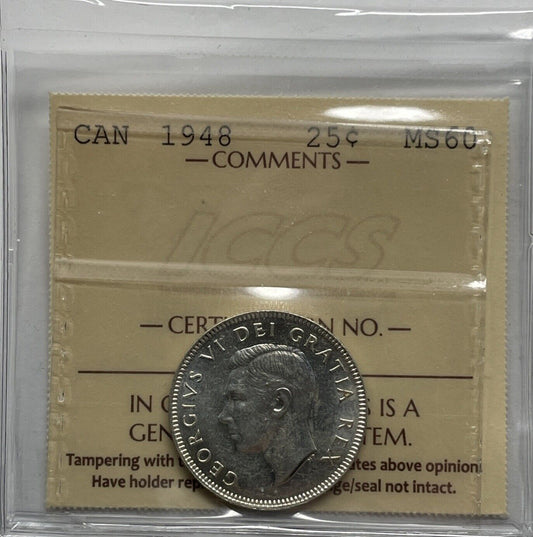 CAN 1948 25¢ MS60
— COMMENTS —
ICCS
— CERT N NO. —
IN S IS A
GEN TEM.
Tampering with ates above opinion
Have holder rep ge/seal not intact.
GEORGIVS VI DEI GRATIA REX